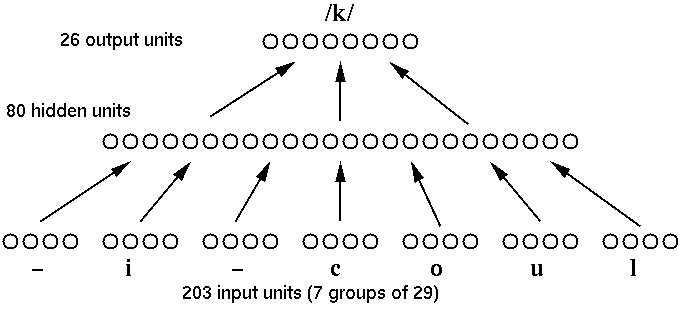 /k/
26 output units
80 hidden units
– i – c o u l
203 input units (7 groups of 29)